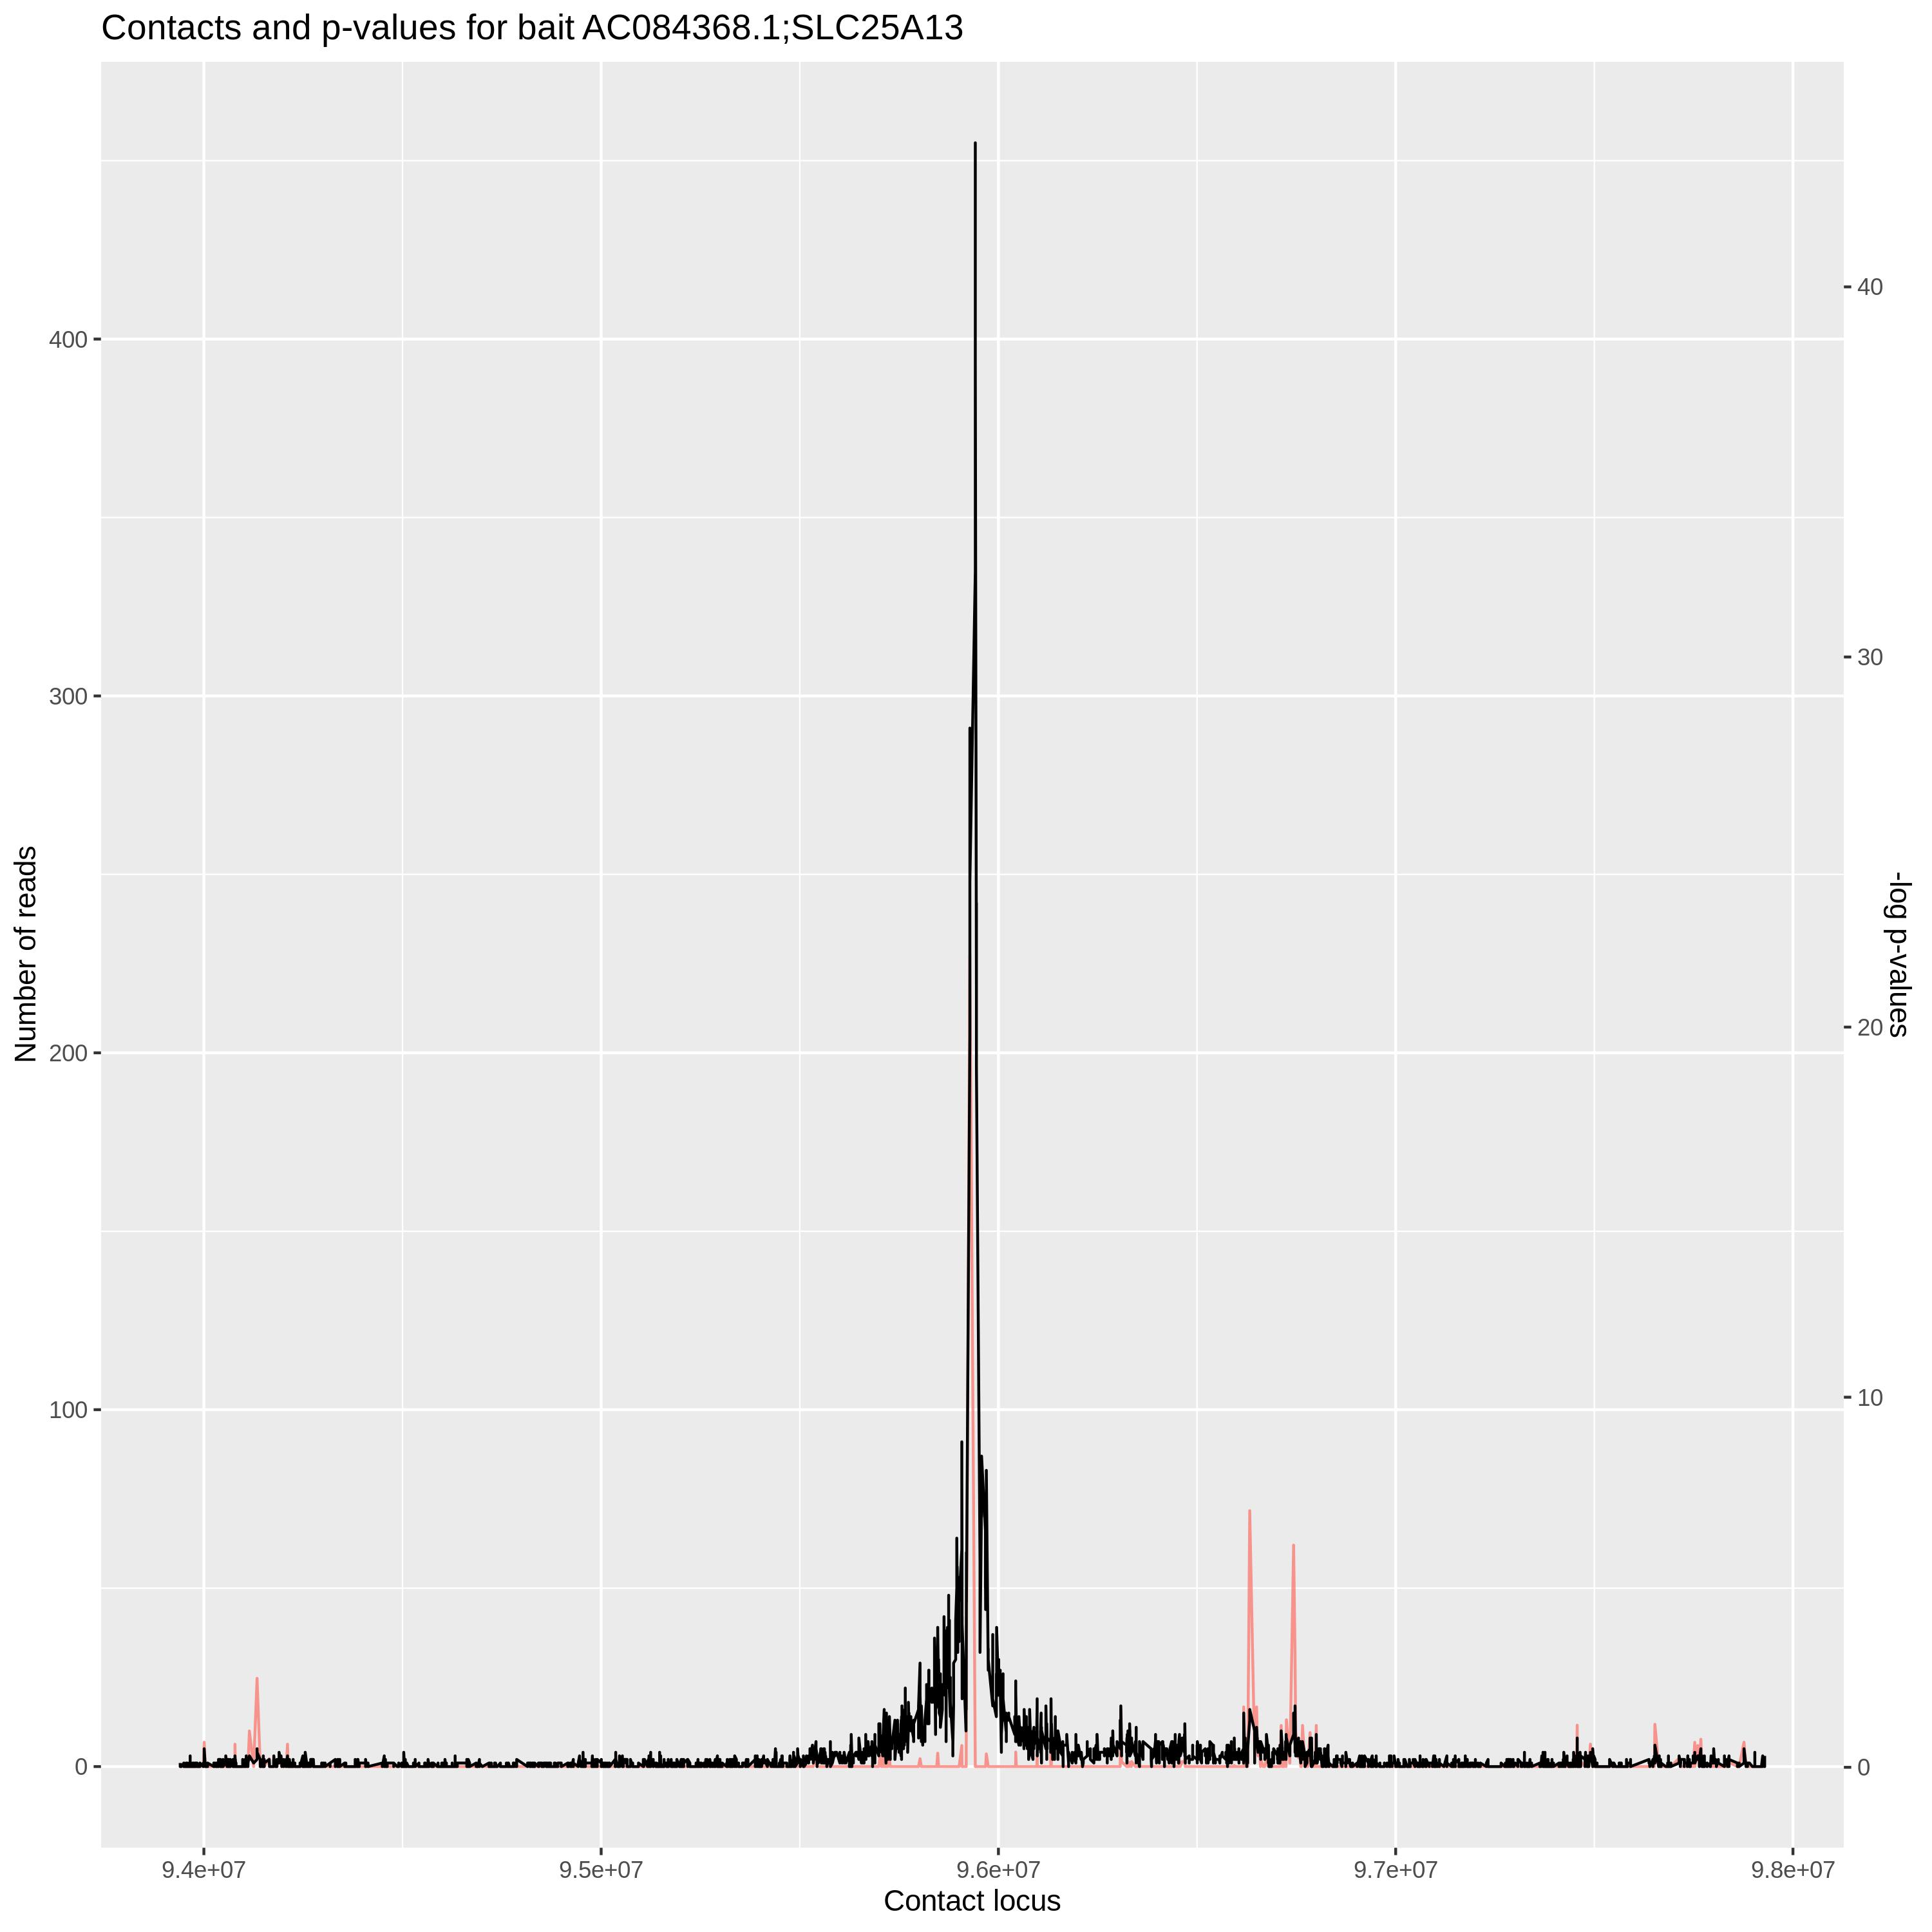 Contacts and p-values for bait AC084368.1;SLC25A13
Number of reads
400
300
200
100
0
40
30
20
10
0
-log p-values
9.4e+07 9.5e+07 9.6e+07 9.7e+07 9.8e+07
Contact locus